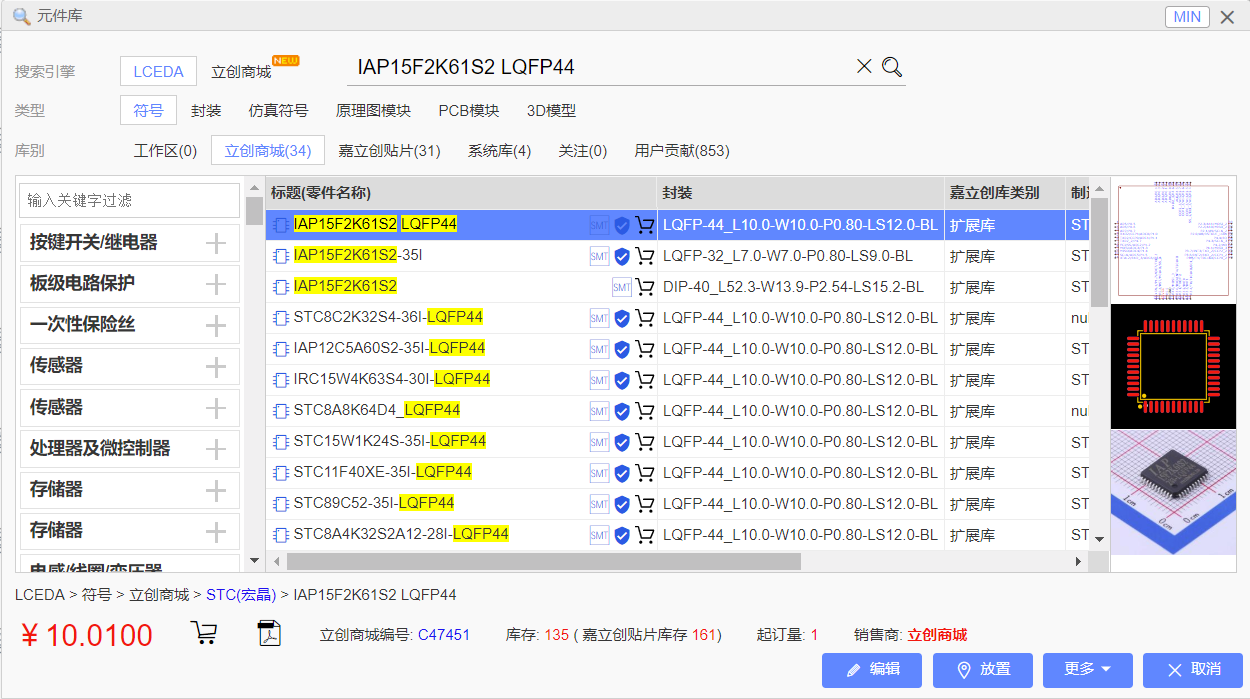 元件库 MIN
搜索引擎 LCEDA 立创商城 NEW IAP15F2K61S2 LQFP44
类型 符号 封装 仿真符号 原理图模块 PCB模块 3D模型
库别 工作区(0) 立创商城(34) 嘉立创贴片(31) 系统库(4) 关注(0) 用户贡献(853)
输入关键字过滤
按键开关/继电器
板级电路保护
一次性保险丝
传感器
传感器
处理器及微控制器
存储器
存储器
电感/线圈/变压器
标题(零件名称) 封装 嘉立创库类别 制
IAP15F2K61S2 LQFP44 SMT LQFP-44_L10.0-W10.0-P0.80-LS12.0-BL 扩展库 ST
IAP15F2K61S2-35I SMT LQFP-32_L7.0-W7.0-P0.80-LS9.0-BL 扩展库 ST
IAP15F2K61S2 SMT DIP-40_L52.3-W13.9-P2.54-LS15.2-BL 扩展库 ST
STC8C2K32S4-36I-LQFP44 SMT LQFP-44_L10.0-W10.0-P0.80-LS12.0-BL 扩展库 nu
IAP12C5A60S2-35I-LQFP44 SMT LQFP-44_L10.0-W10.0-P0.80-LS12.0-BL 扩展库 ST
IRC15W4K63S4-30I-LQFP44 SMT LQFP-44_L10.0-W10.0-P0.80-LS12.0-BL 扩展库 ST
STC8A8K64D4_LQFP44 SMT LQFP-44_L10.0-W10.0-P0.80-LS12.0-BL 扩展库 nu
STC15W1K24S-35I-LQFP44 SMT LQFP-44_L10.0-W10.0-P0.80-LS12.0-BL 扩展库 ST
STC11F40XE-35I-LQFP44 SMT LQFP-44_L10.0-W10.0-P0.80-LS12.0-BL 扩展库 ST
STC89C52-35I-LQFP44 SMT LQFP-44_L10.0-W10.0-P0.80-LS12.0-BL 扩展库 ST
STC8A4K32S2A12-28I-LQFP44 SMT LQFP-44_L10.0-W10.0-P0.80-LS12.0-BL 扩展库 ST
LCEDA > 符号 > 立创商城 > STC(宏晶) > IAP15F2K61S2 LQFP44
¥ 10.0100 立创商城编号: C47451 库存: 135 ( 嘉立创贴片库存 161) 起订量: 1 销售商: 立创商城
编辑 放置 更多 取消